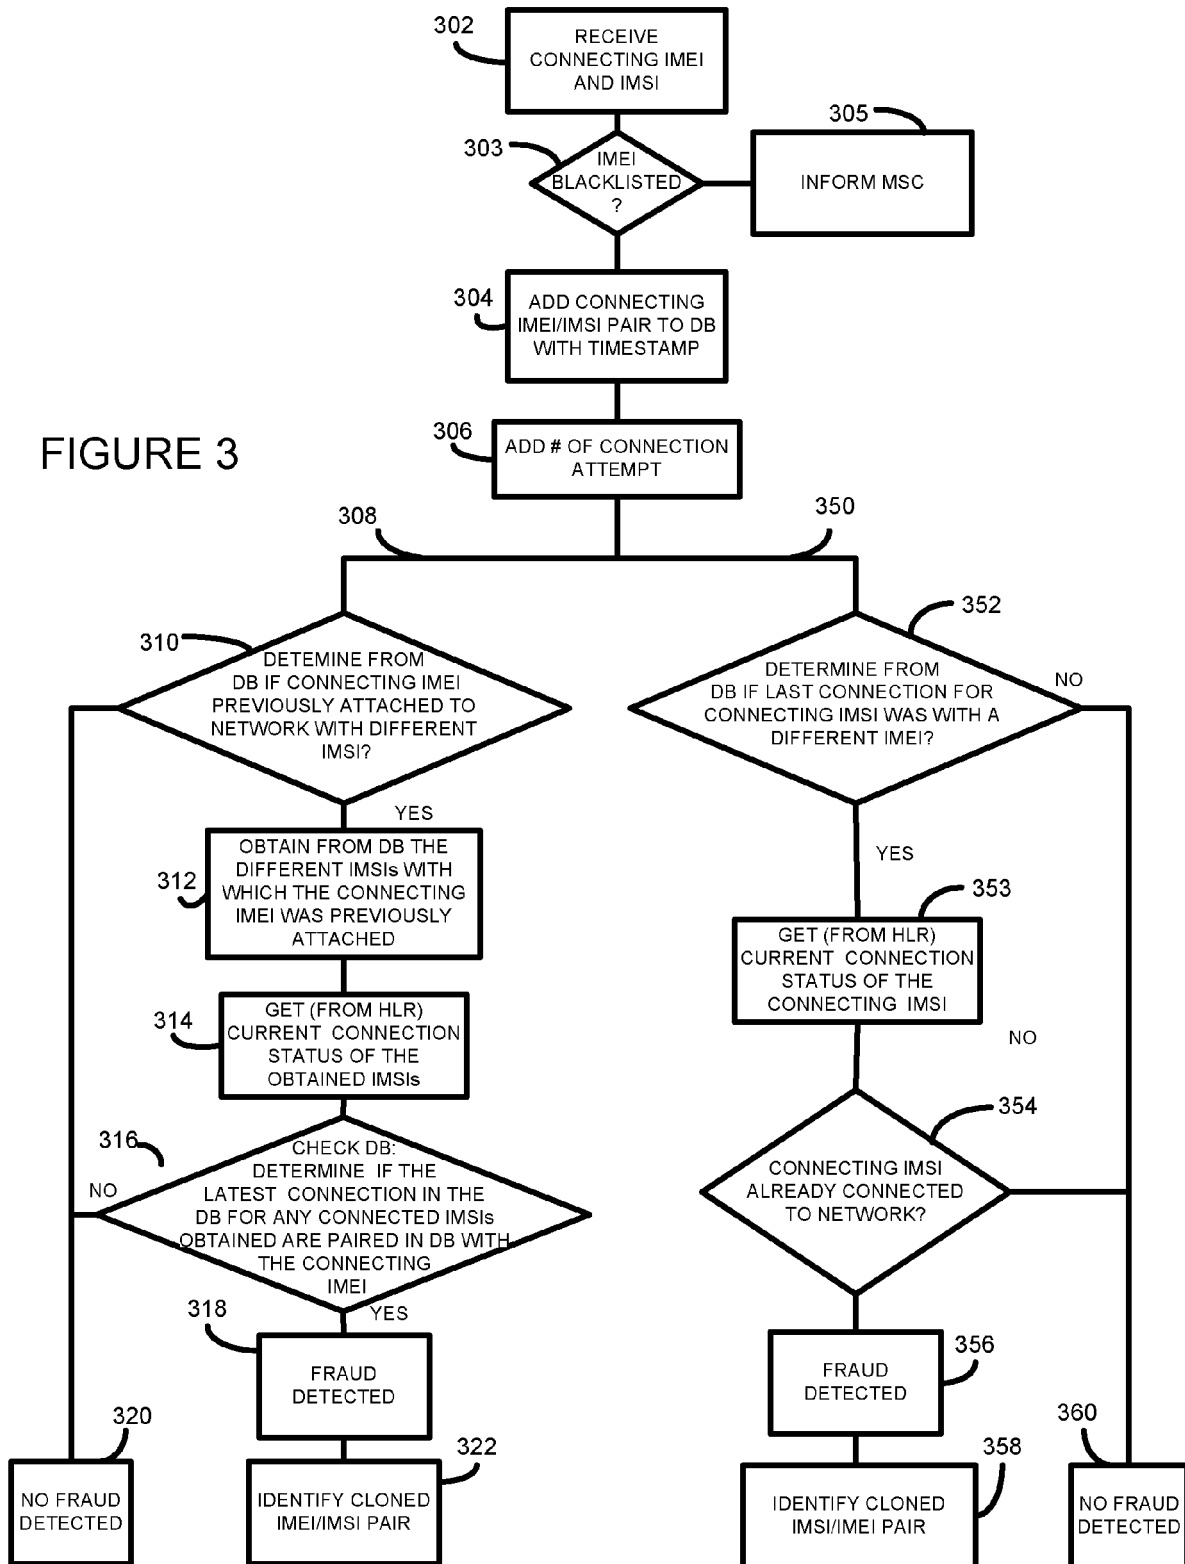 302
RECEIVE
CONNECTING IMEI
AND IMSI
305
303
IMEI
BLACKLISTED
?
INFORM MSC
304
ADD CONNECTING
IMEI/IMSI PAIR TO DB
WITH TIMESTAMP
FIGURE 3
306
ADD # OF CONNECTION
ATTEMPT
308
350
310
DETEMINE FROM
DB IF CONNECTING IMEI
PREVIOUSLY ATTACHED TO
NETWORK WITH DIFFERENT
IMSI?
352
DETERMINE FROM
DB IF LAST CONNECTION FOR
CONNECTING IMSI WAS WITH A
DIFFERENT IMEI?
NO
YES
312
OBTAIN FROM DB THE
DIFFERENT IMSIs WITH
WHICH THE CONNECTING
IMEI WAS PREVIOUSLY
ATTACHED
YES
353
GET (FROM HLR)
CURRENT CONNECTION
STATUS OF THE
CONNECTING IMSI
314
GET (FROM HLR)
CURRENT CONNECTION
STATUS OF THE
OBTAINED IMSIs
NO
354
CONNECTING IMSI
ALREADY CONNECTED
TO NETWORK?
316
NO
CHECK DB:
DETERMINE IF THE
LATEST CONNECTION IN THE
DB FOR ANY CONNECTED IMSIs
OBTAINED ARE PAIRED IN DB WITH
THE CONNECTING
IMEI
YES
318
FRAUD
DETECTED
356
FRAUD
DETECTED
320
NO FRAUD
DETECTED
322
IDENTIFY CLONED
IMEI/IMSI PAIR
358
IDENTIFY CLONED
IMSI/IMEI PAIR
360
NO FRAUD
DETECTED